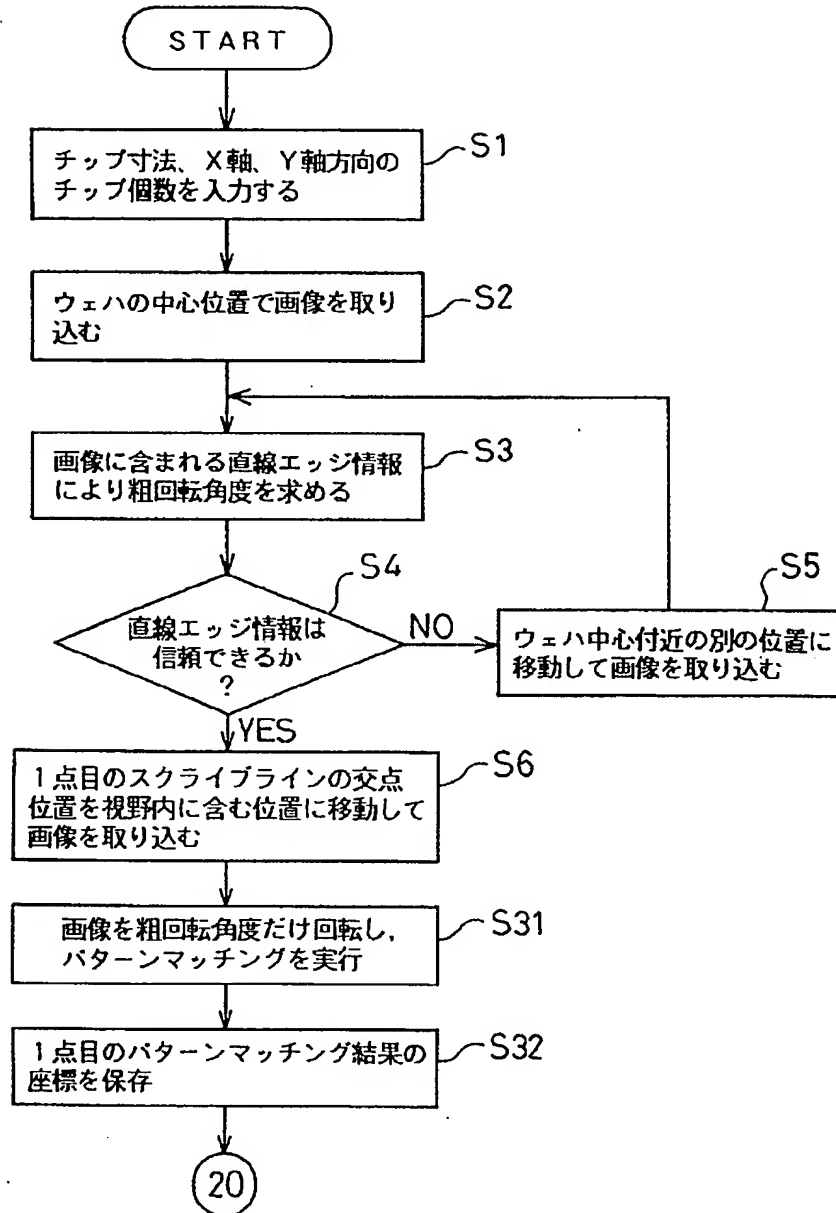 START
チップ寸法、X軸、Y軸方向の
チップ個数を入力する
S1
ウェハの中心位置で画像を取り
込む
S2
画像に含まれる直線エッジ情報
により粗回転角度を求める
S3
直線エッジ情報は
信頼できるか
?
S4
NO
ウェハ中心付近の別の位置に
移動して画像を取り込む
S5
YES
1点目のスクライブラインの交点
位置を視野内に含む位置に移動して
画像を取り込む
S6
画像を粗回転角度だけ回転し,
パターンマッチングを実行
S31
1点目のパターンマッチング結果の
座標を保存
S32
20